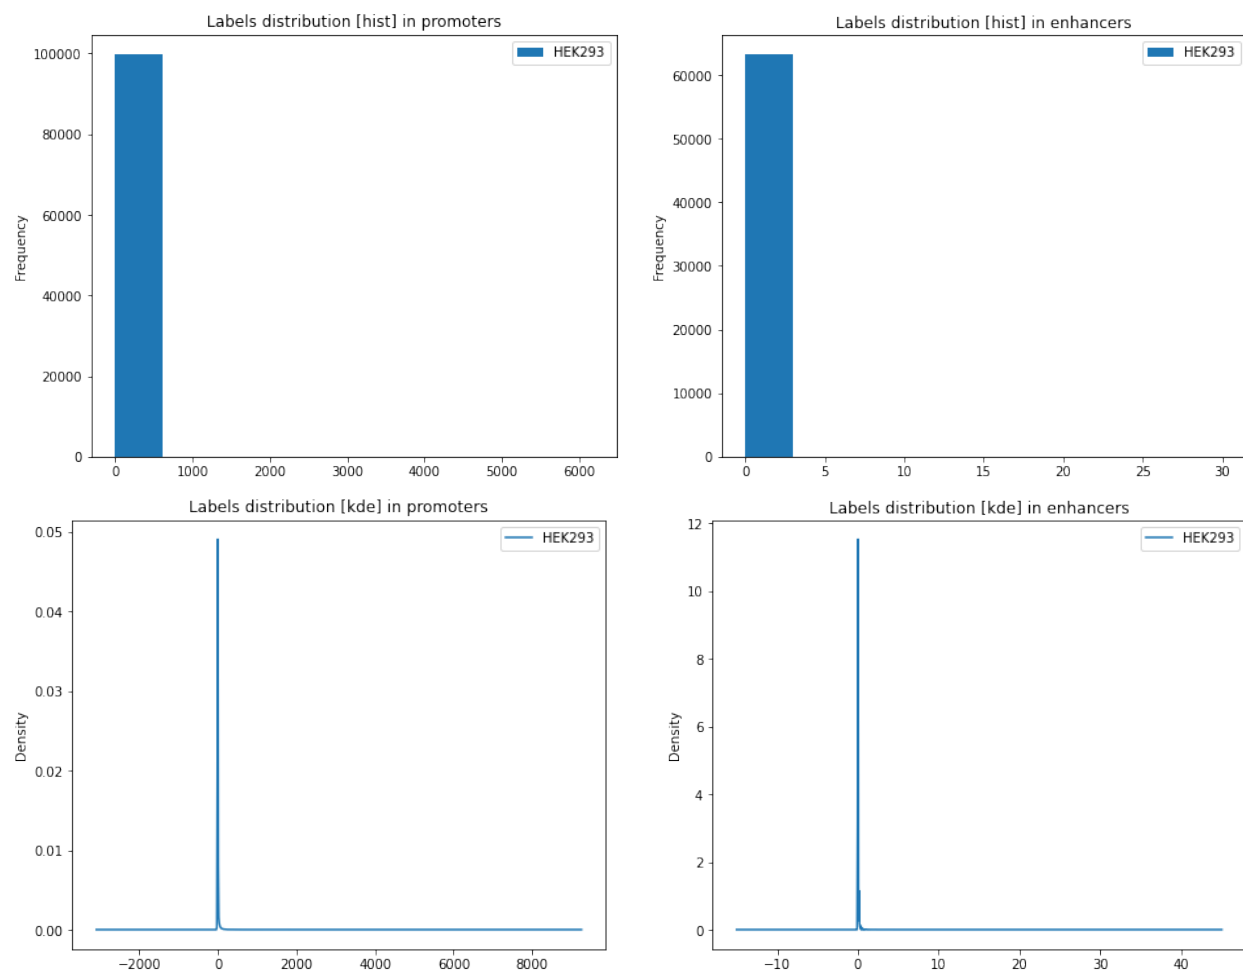 Labels distribution [hist] in promoters
HEK293
Frequency
100000
80000
60000
40000
20000
0
0 1000 2000 3000 4000 5000 6000
Labels distribution [hist] in enhancers
HEK293
Frequency
60000
50000
40000
30000
20000
10000
0
0 5 10 15 20 25 30
Labels distribution [kde] in promoters
HEK293
Density
0.05
0.04
0.03
0.02
0.01
0.00
−2000 0 2000 4000 6000 8000
Labels distribution [kde] in enhancers
HEK293
Density
12
10
8
6
4
2
0
−10 0 10 20 30 40